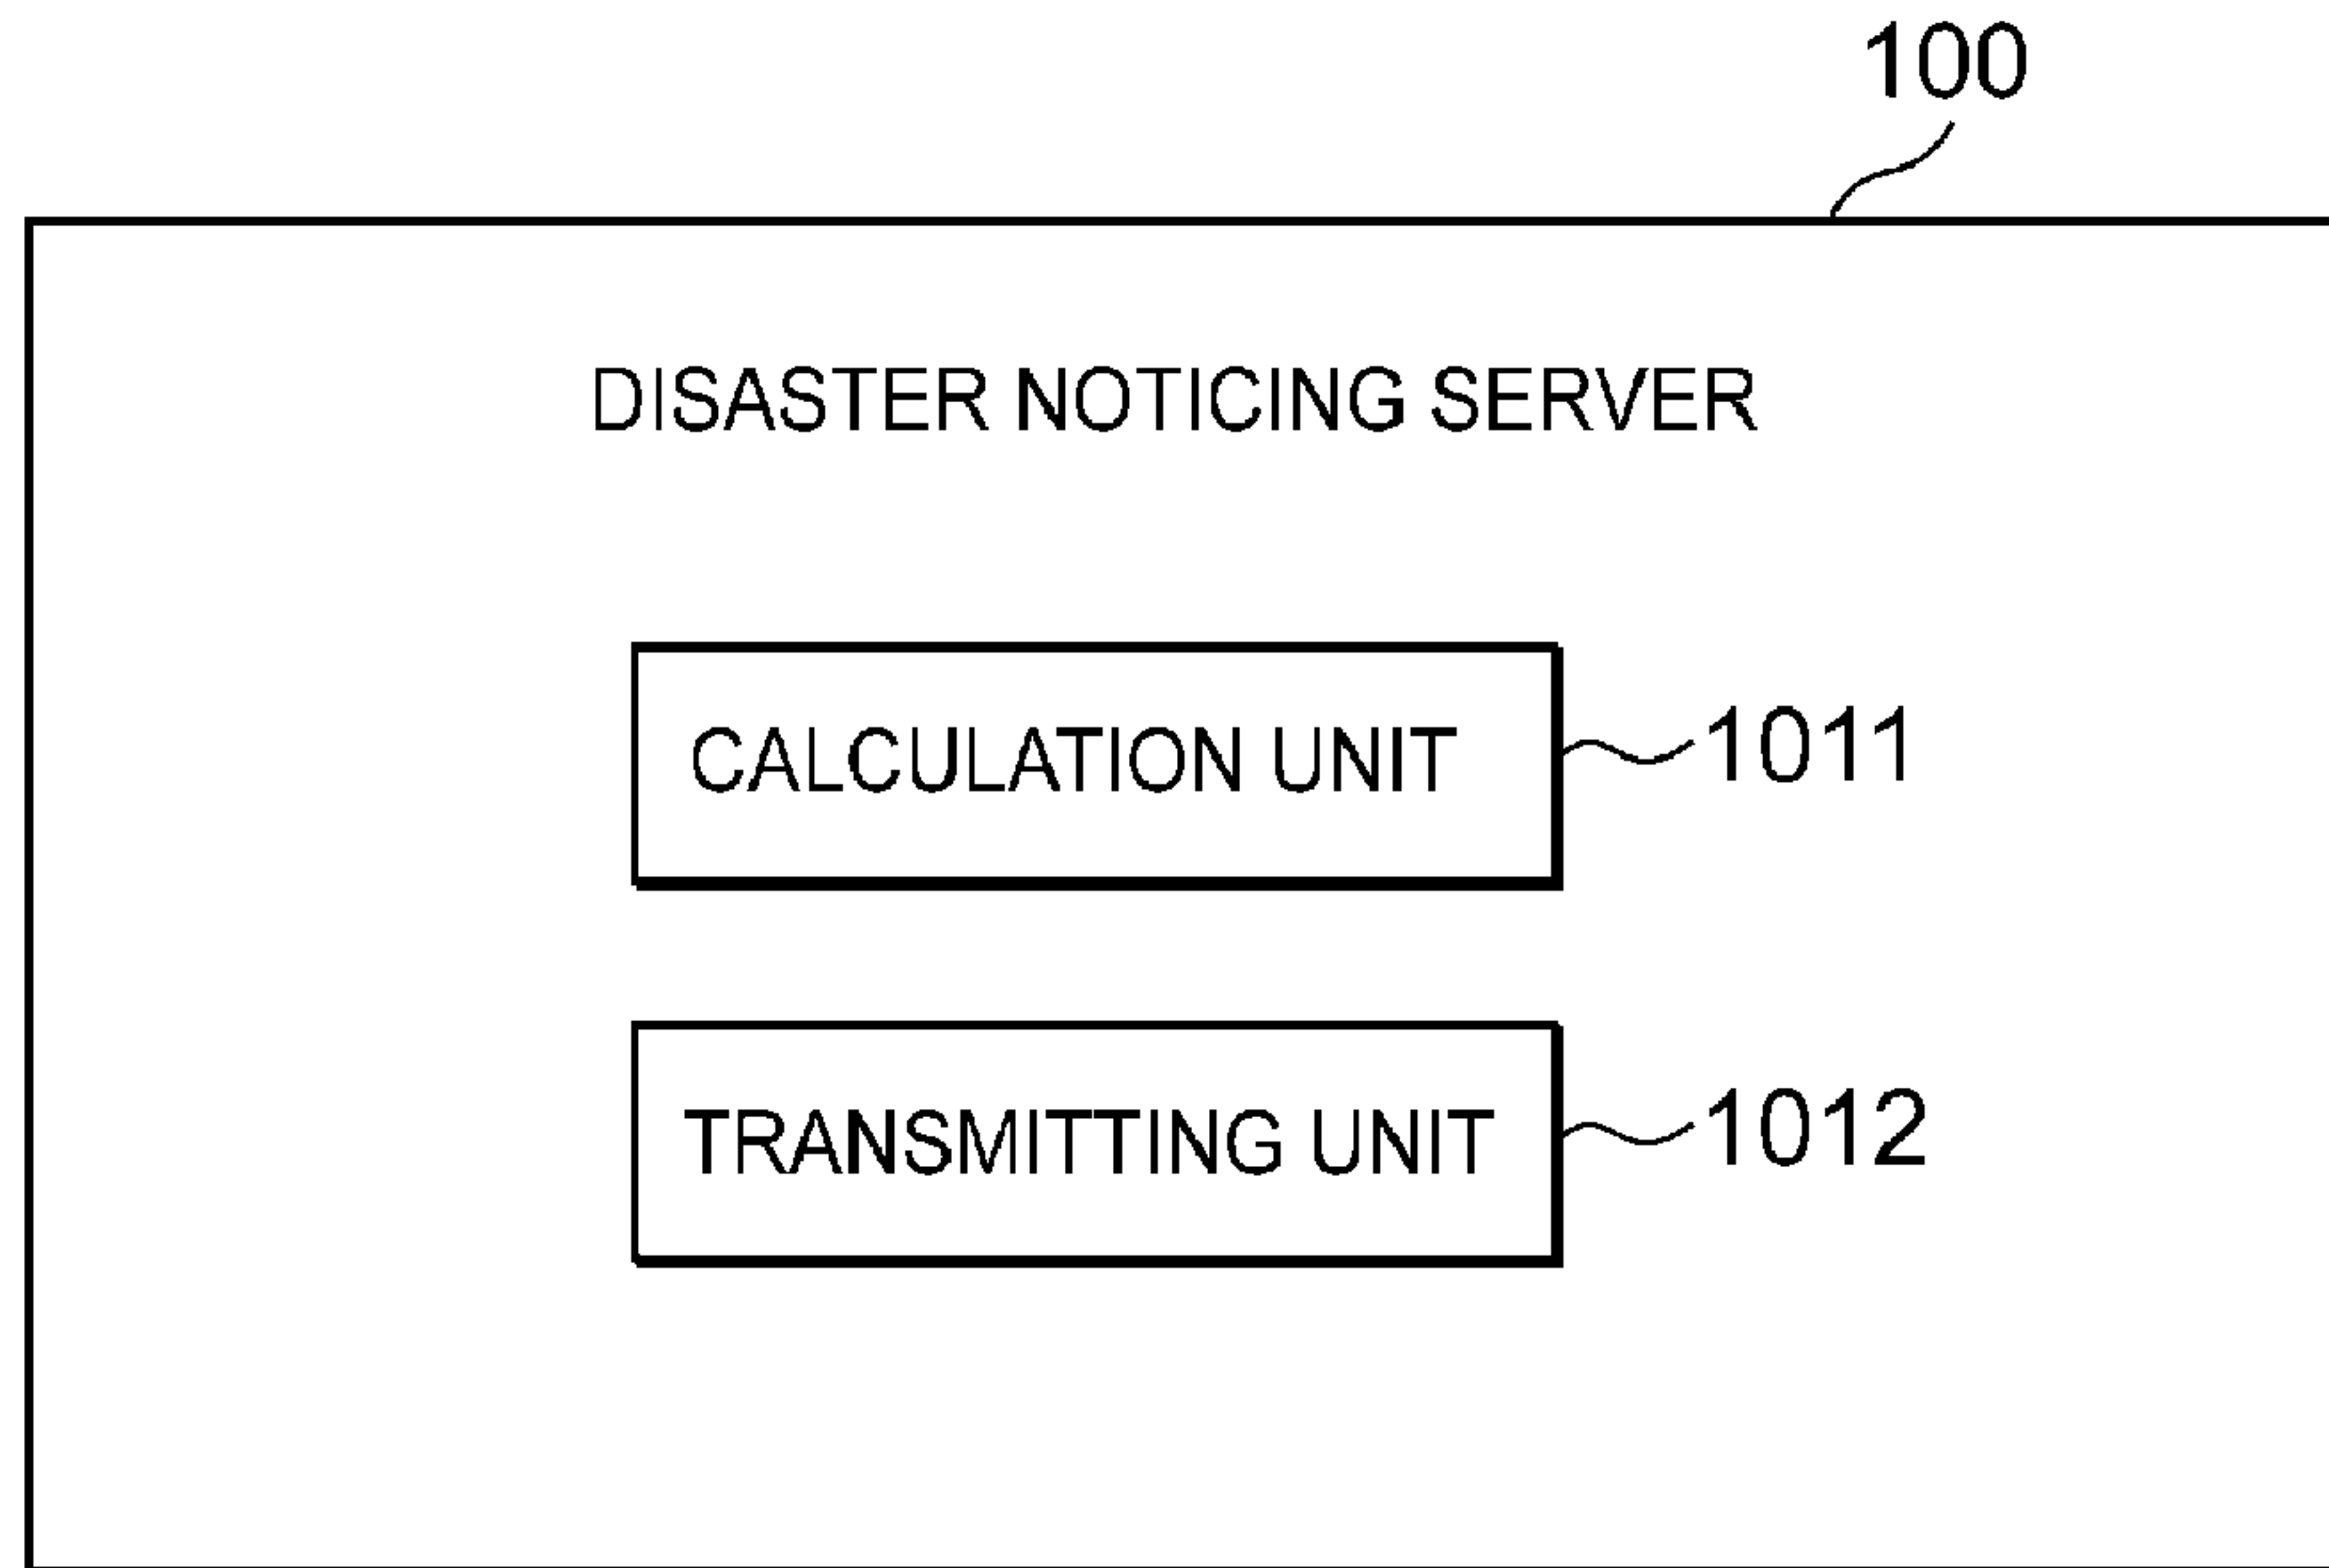 100
DISASTER NOTICING SERVER
CALCULATION UNIT
1011
TRANSMITTING UNIT
1012